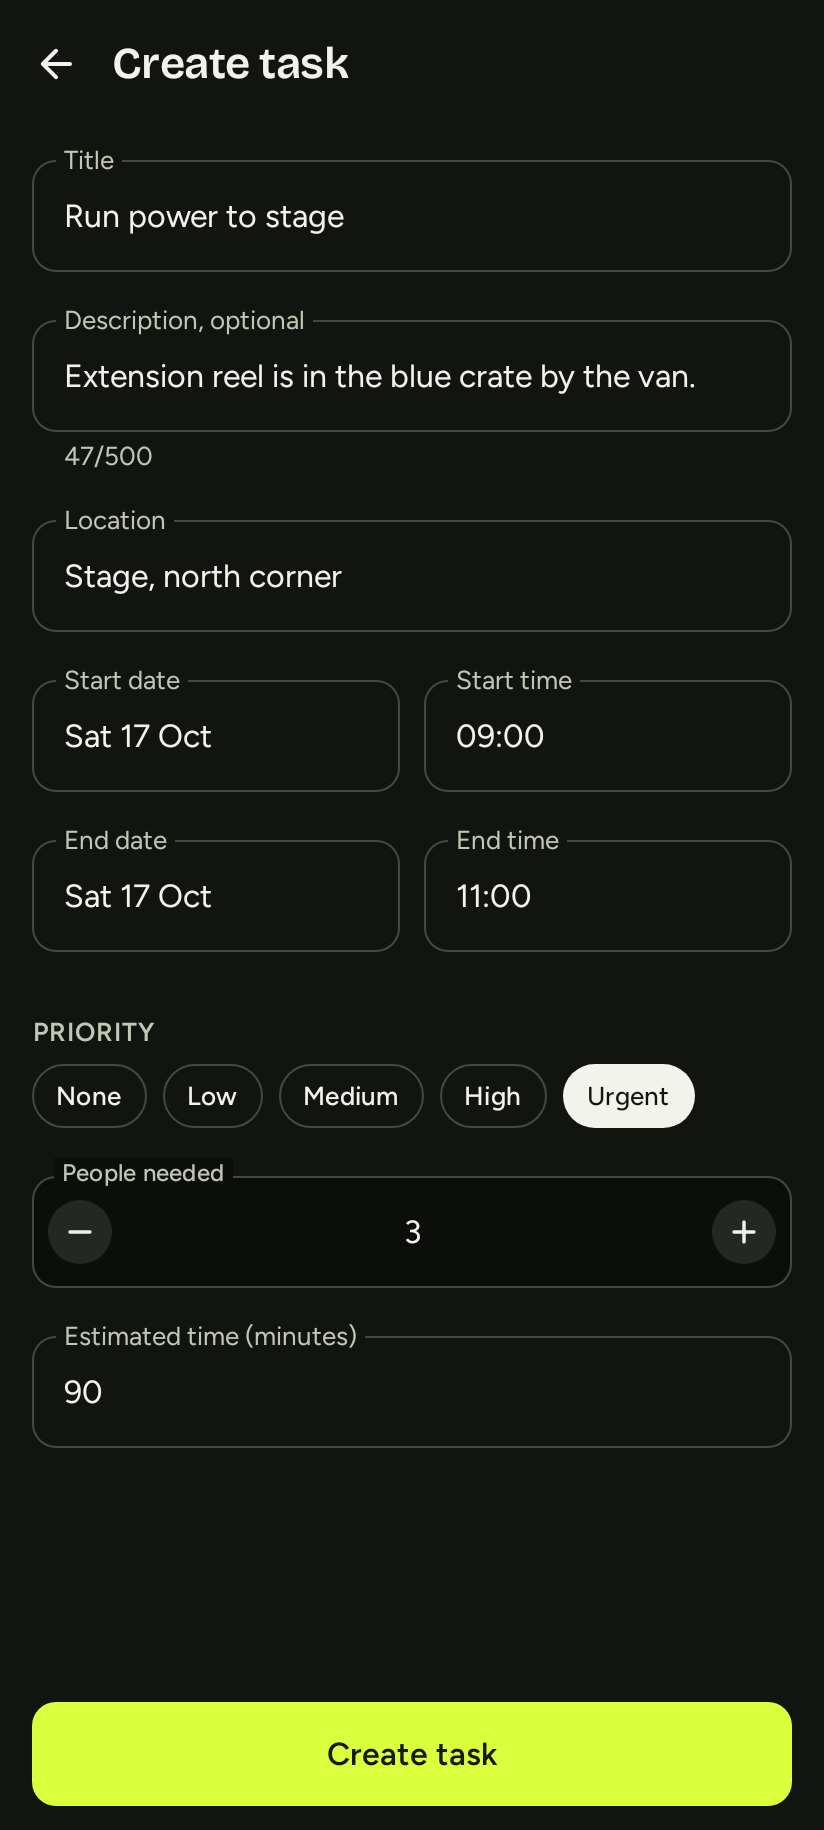 Create task
Title
Run power to stage
Description, optional
Extension reel is in the blue crate by the van.
47/500
Location
Stage, north corner
Start date
Start time
Sat 17 Oct
09:00
End date
End time
Sat 17 Oct
11:00
PRIORITY
None
Low
Medium
High
Urgent
People needed
3
Estimated time (minutes)
90
Create task